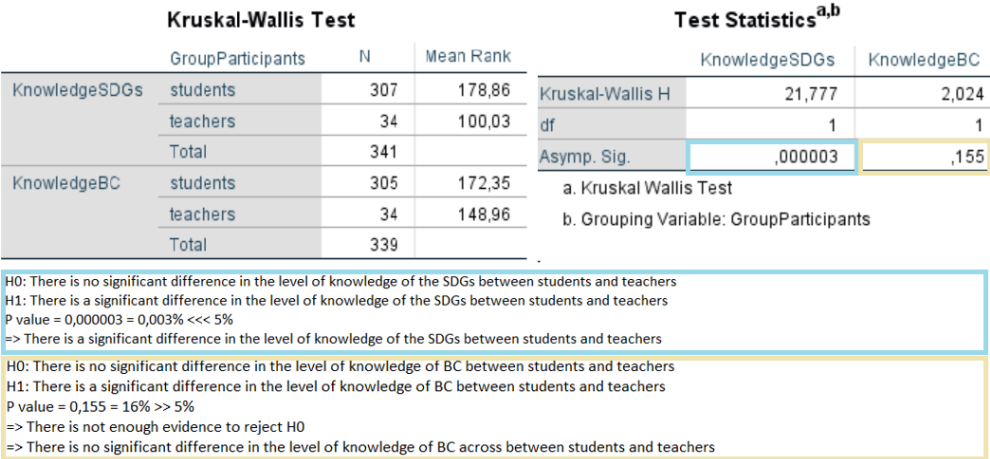 Kruskal-Wallis Test
GroupParticipants N Mean Rank
KnowledgeSDGs students 307 178,86
teachers 34 100,03
Total 341
KnowledgeBC students 305 172,35
teachers 34 148,96
Total 339
Test Statistics^a,b
KnowledgeSDGs KnowledgeBC
Kruskal-Wallis H 21,777 2,024
df 1 1
Asymp. Sig. ,000003 ,155
a. Kruskal Wallis Test
b. Grouping Variable: GroupParticipants
.
H0: There is no significant difference in the level of knowledge of the SDGs between students and teachers
H1: There is a significant difference in the level of knowledge of the SDGs between students and teachers
P value = 0,000003 = 0,003% <<< 5%
=> There is a significant difference in the level of knowledge of the SDGs between students and teachers
H0: There is no significant difference in the level of knowledge of BC between students and teachers
H1: There is a significant difference in the level of knowledge of BC between students and teachers
P value = 0,155 = 16% >> 5%
=> There is not enough evidence to reject H0
=> There is no significant difference in the level of knowledge of BC across between students and teachers